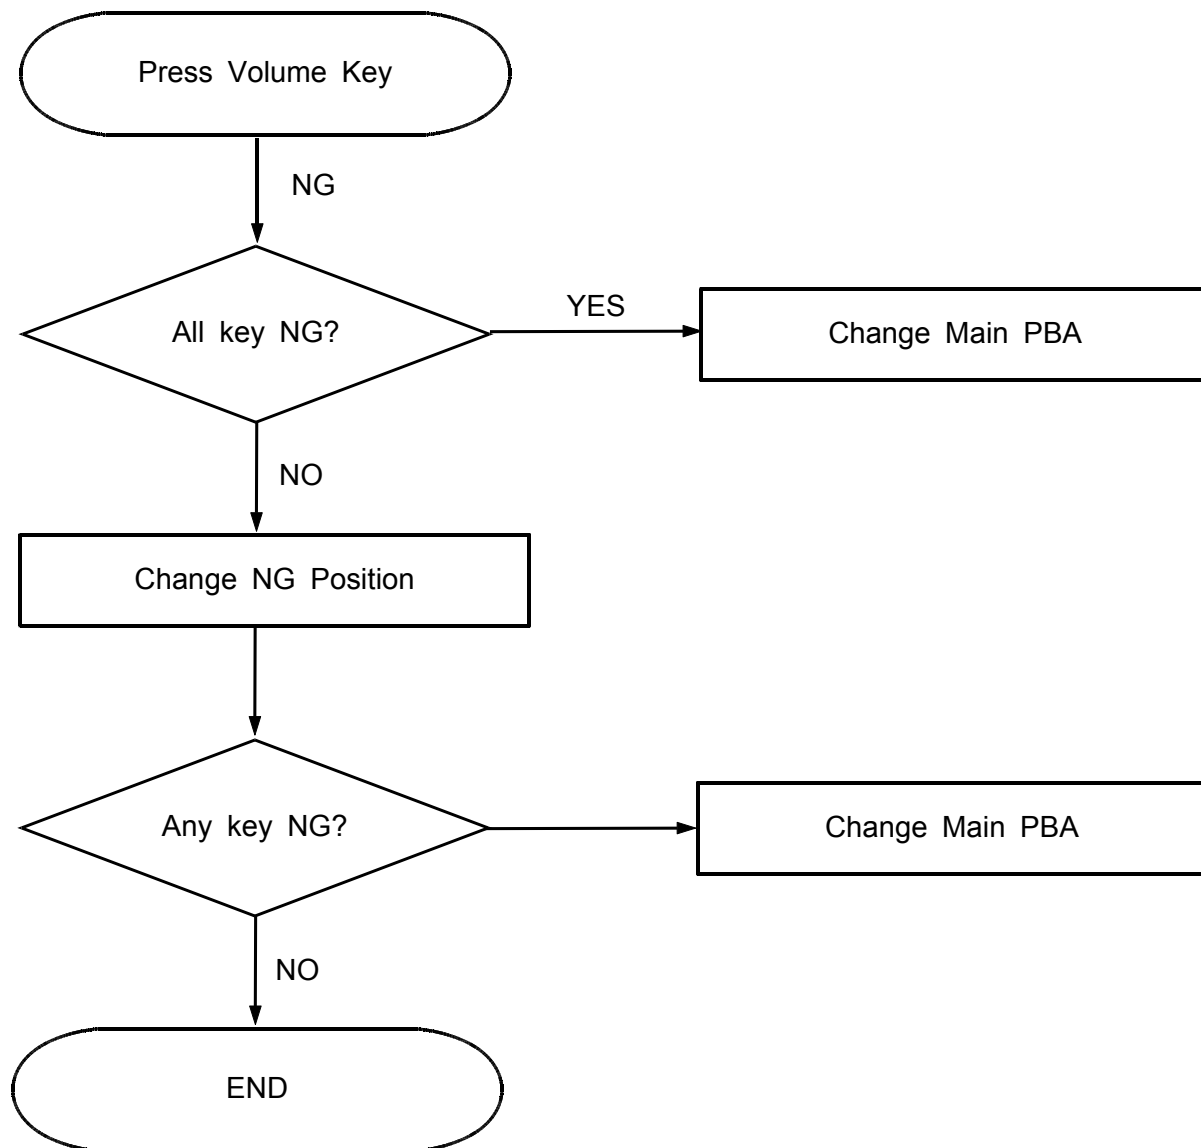 Press Volume Key
NG
All key NG?
YES
Change Main PBA
NO
Change NG Position
Any key NG?
Change Main PBA
NO
END